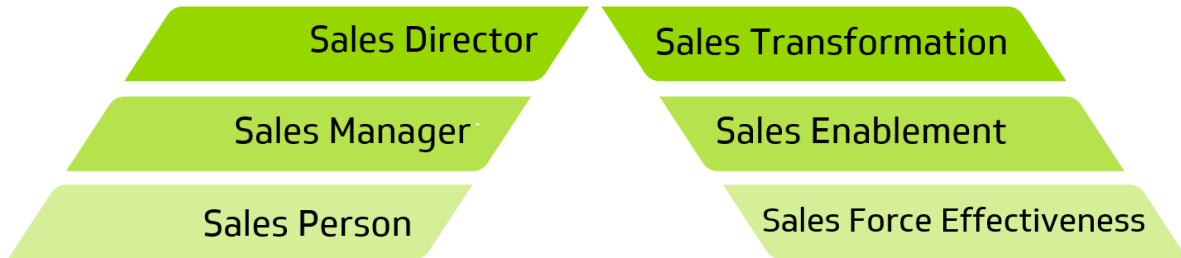 Sales Director
Sales Transformation
Sales Manager
Sales Enablement
Sales Person
Sales Force Effectiveness